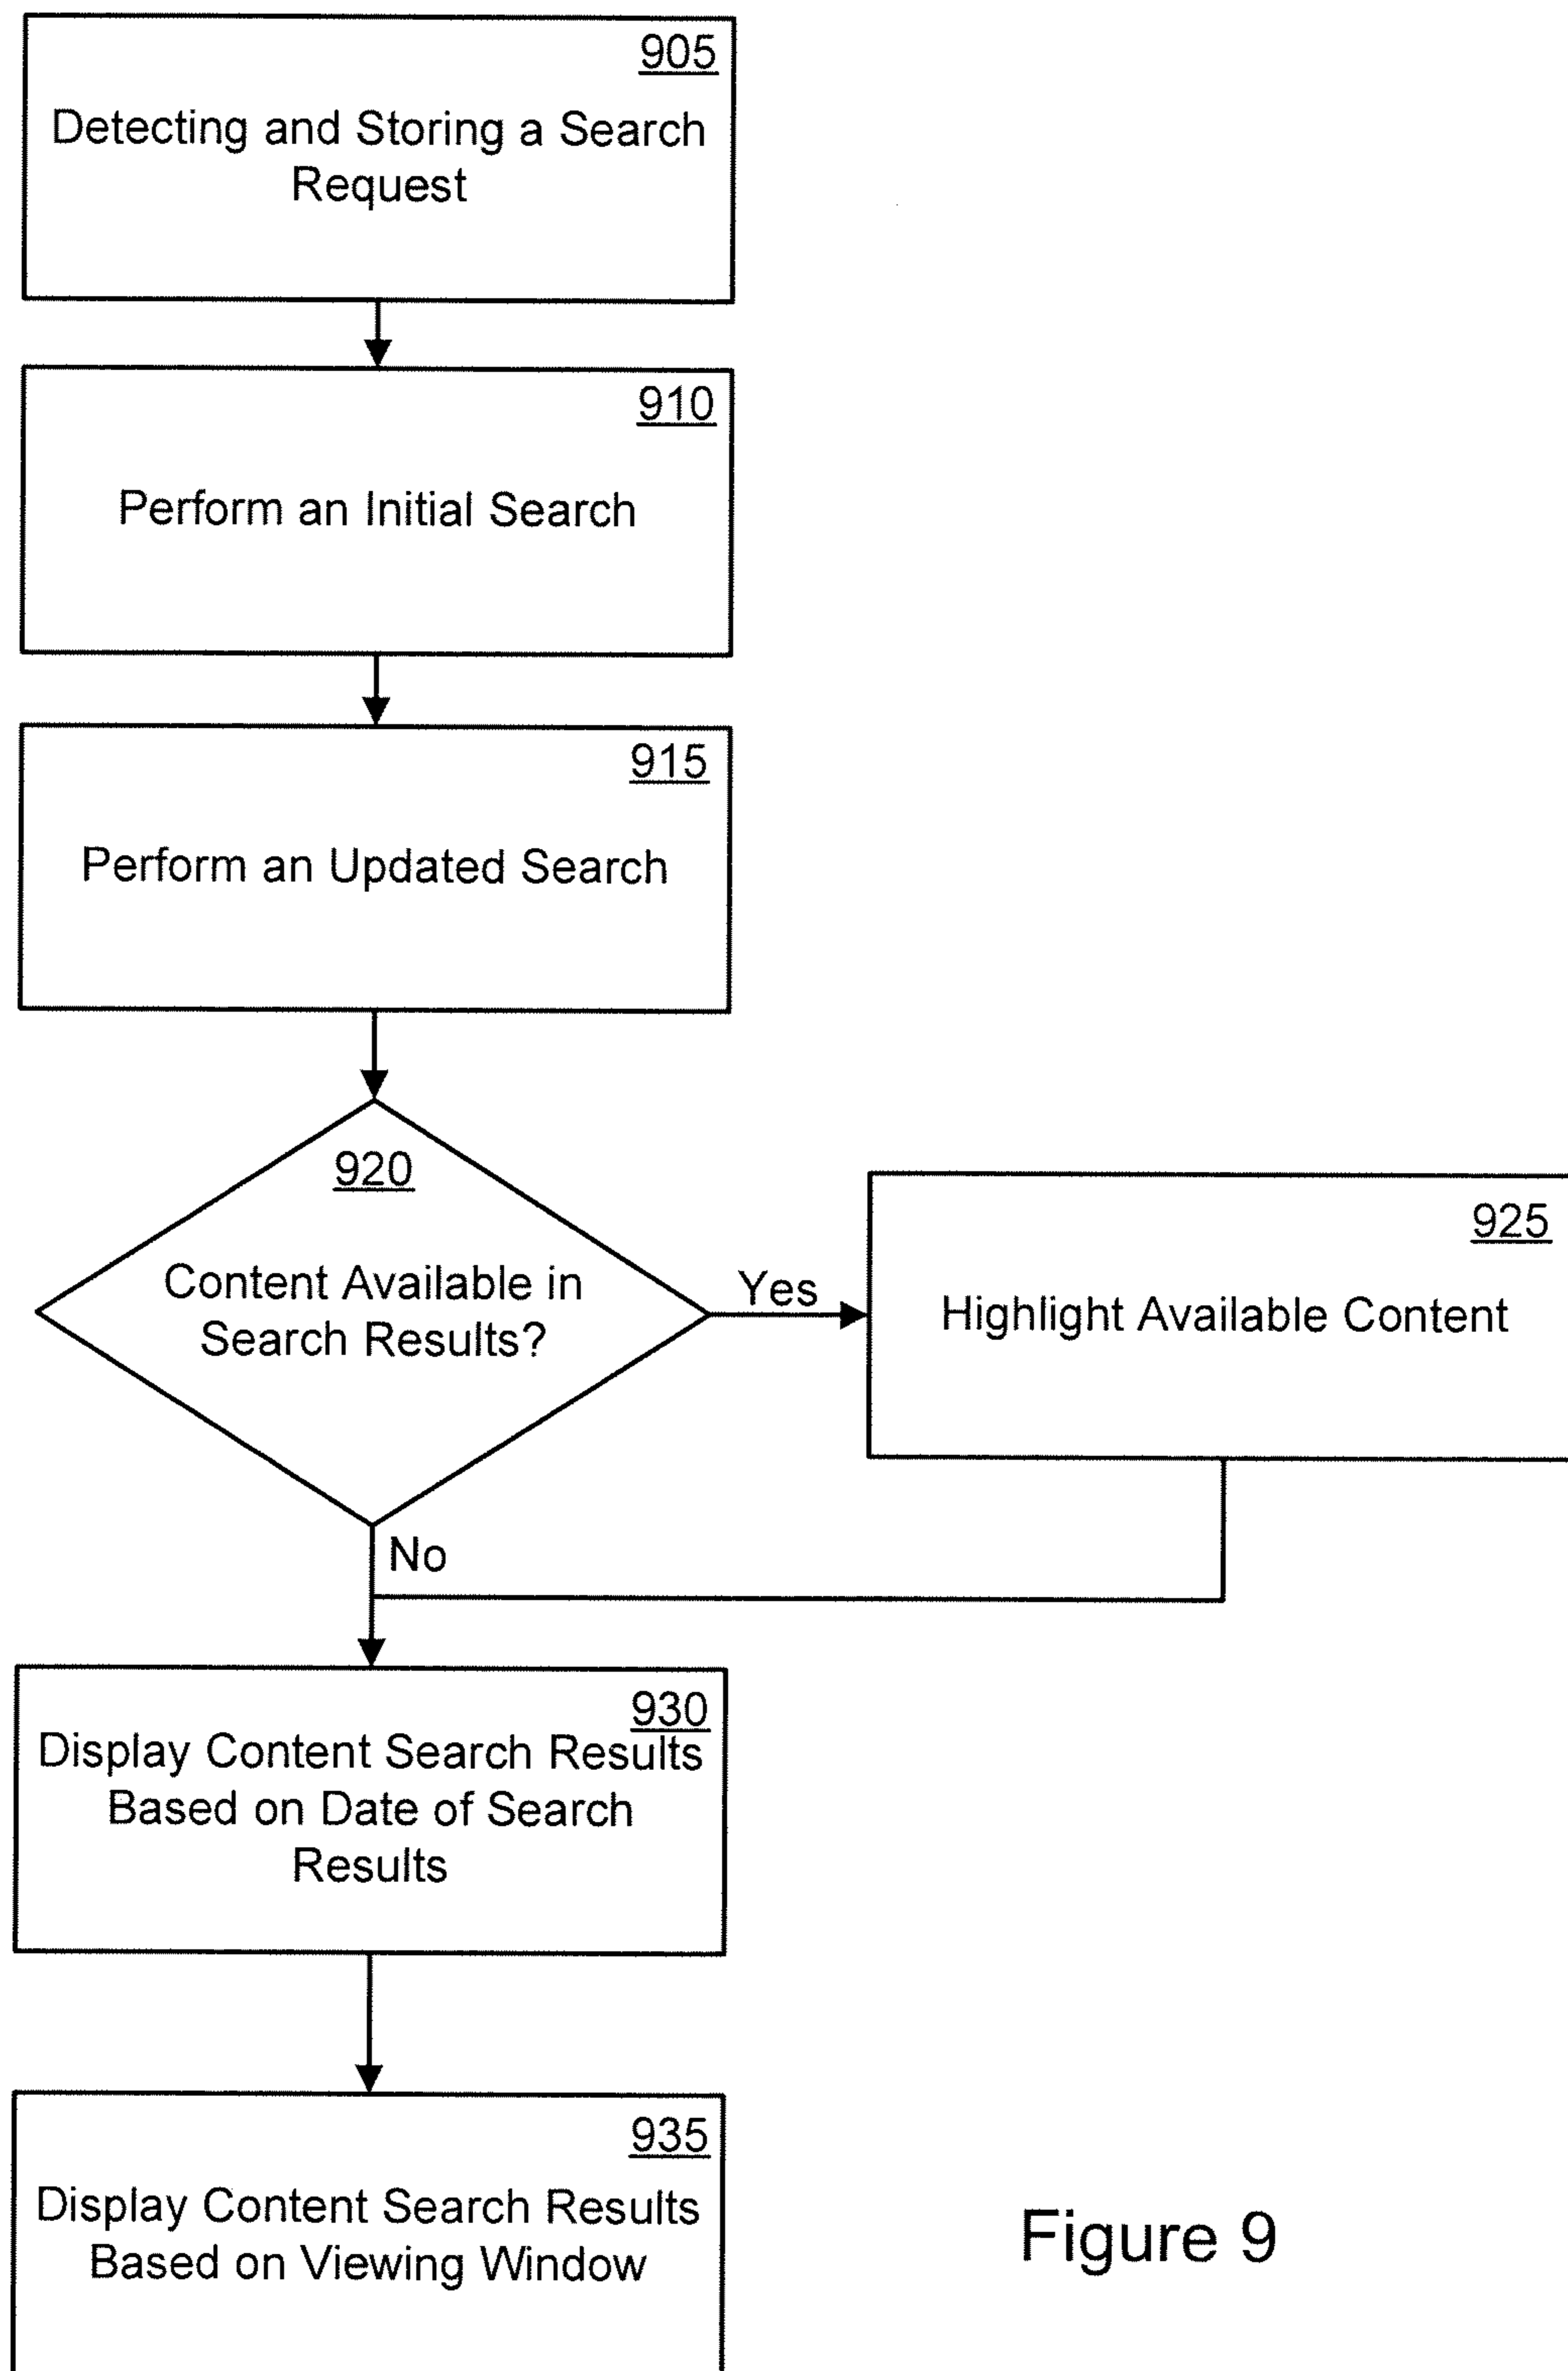 905
Detecting and Storing a Search
Request
910
Perform an Initial Search
915
Perform an Updated Search
920
Content Available in
Search Results?
Yes
925
Highlight Available Content
No
930
Display Content Search Results
Based on Date of Search
Results
935
Display Content Search Results
Based on Viewing Window
Figure 9